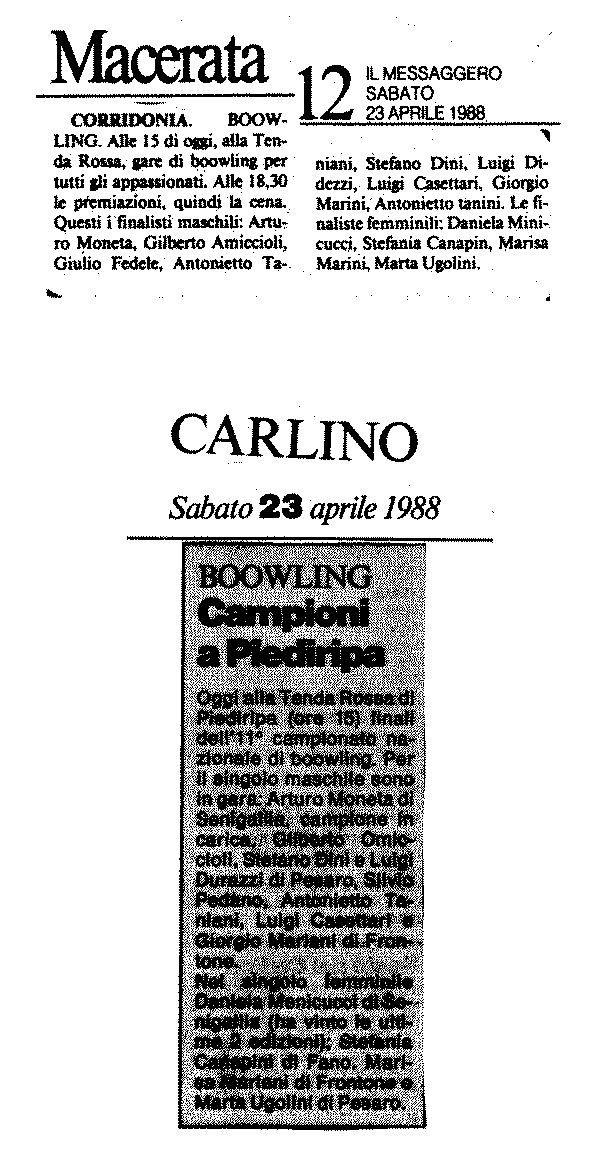 Macerata
12
IL MESSAGGERO
SABATO
23 APRILE 1988
CORRIDONIA. BOOW-
LING. Alle 15 di oggi, alla Ten-
da Rossa, gare di boowling per
tutti gli appassionati. Alle 18,30
le premiazioni, quindi la cena.
Questi i finalisti maschili: Artu-
ro Moneta, Gilberto Amiccioli,
Giulio Fedele, Antonietto Ta-
niani, Stefano Dini, Luigi Di-
dezzi, Luigi Casettari, Giorgio
Marini, Antonietto tanini. Le fi-
naliste femminili: Daniela Mini-
cucci, Stefania Canapin, Marisa
Marini, Marta Ugolini.
CARLINO
Sabato 23 aprile 1988
BOOWLING
Campioni
a Piediripa
Oggi alla Tenda Rossa di
Piediripa (ore 15) finali
dell'11° campionato na-
zionale di boowling. Per
il singolo maschile sono
in gara: Arturo Moneta di
Senigallia, campione in
carica, Gilberto Omic-
cioli, Stefano Dini e Luigi
Durazzi di Pesaro, Silvio
Pedano, Antonietto Ta-
niani, Luigi Casettari e
Giorgio Mariani di Fron-
tone.
Nel singolo femminile
Daniela Menicucci di Se-
nigallia (ha vinto le ulti-
me 2 edizioni); Stefania
Canapini di Fano, Mari-
sa Mariani di Frontone e
Marta Ugolini di Pesaro.